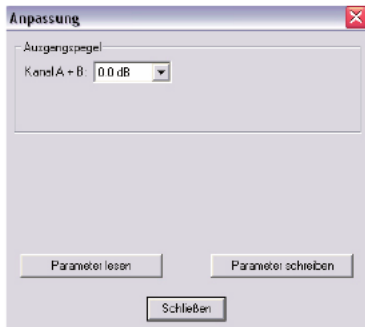 Anpassung
Ausgangspegel
Kanal A + B: 0.0 dB
Parameter lesen
Parameter schreiben
Schließen